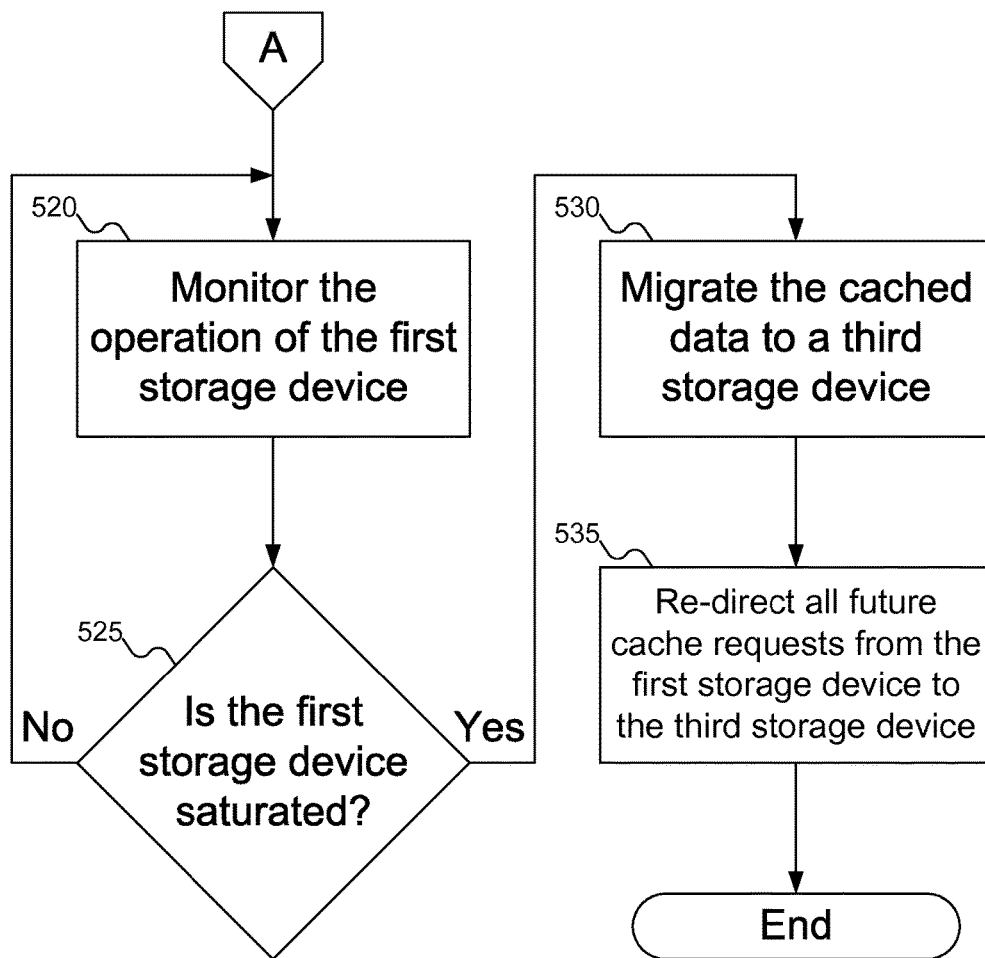 A
520
Monitor the
operation of the first
storage device
525
Is the first
storage device
saturated?
No
Yes
530
Migrate the cached
data to a third
storage device
535
Re-direct all future
cache requests from the
first storage device to
the third storage device
End